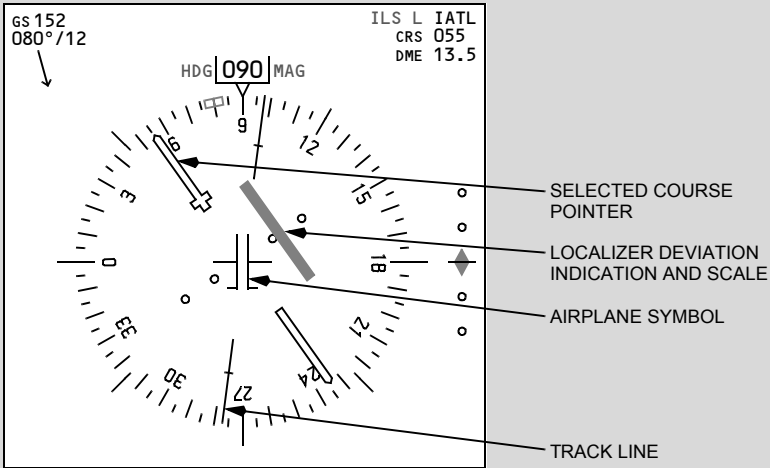 GS 152
080°/12
ILS L IATL
CRS 055
DME 13.5
HDG 090 MAG
9
12
15
18
21
24
27
30
33
0
3
6
SELECTED COURSE
POINTER
LOCALIZER DEVIATION
INDICATION AND SCALE
AIRPLANE SYMBOL
TRACK LINE